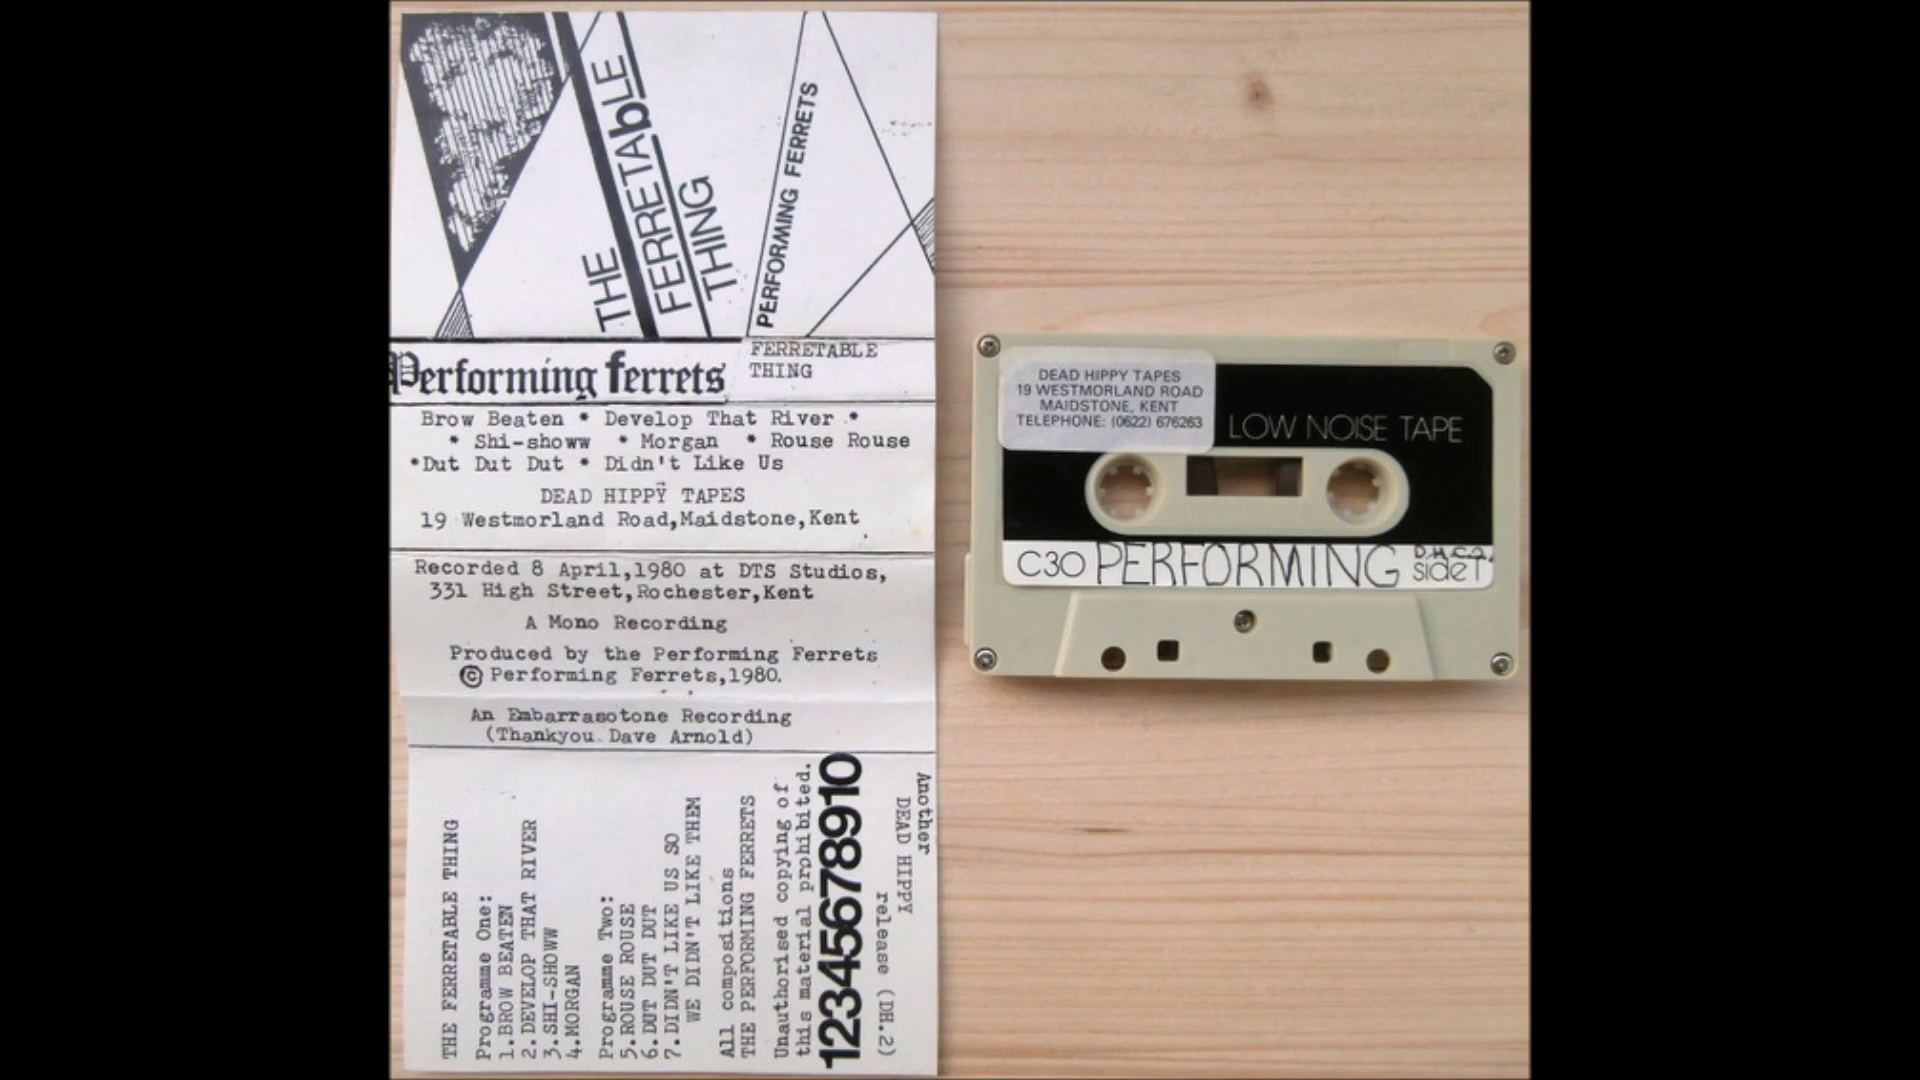 THE
FERRETAbLE
THING
PERFORMING FERRETS
Performing ferrets
FERRETABLE
THING
Brow Beaten * Develop That River *
* Shi-showw * Morgan * Rouse Rouse
*Dut Dut Dut * Didn't Like Us
DEAD HIPPY TAPES
19 Westmorland Road,Maidstone,Kent
Recorded 8 April,1980 at DTS Studios,
331 High Street,Rochester,Kent
A Mono Recording
Produced by the Performing Ferrets
© Performing Ferrets,1980.
An Embarrasotone Recording
(Thankyou Dave Arnold)
THE FERRETABLE THING
Programme One:
1.BROW BEATEN
2.DEVELOP THAT RIVER
3.SHI-SHOWW
4.MORGAN
Programme Two:
5.ROUSE ROUSE
6.DUT DUT DUT
7.DIDN'T LIKE US SO
WE DIDN'T LIKE THEM
All compositions
THE PERFORMING FERRETS
Unauthorised copying of
this material prohibited.
12345678910
Another
DEAD HIPPY
release (DH.2)
DEAD HIPPY TAPES
19 WESTMORLAND ROAD
MAIDSTONE, KENT
TELEPHONE: (0622) 676263
LOW NOISE TAPE
C30 PERFORMING
side 1